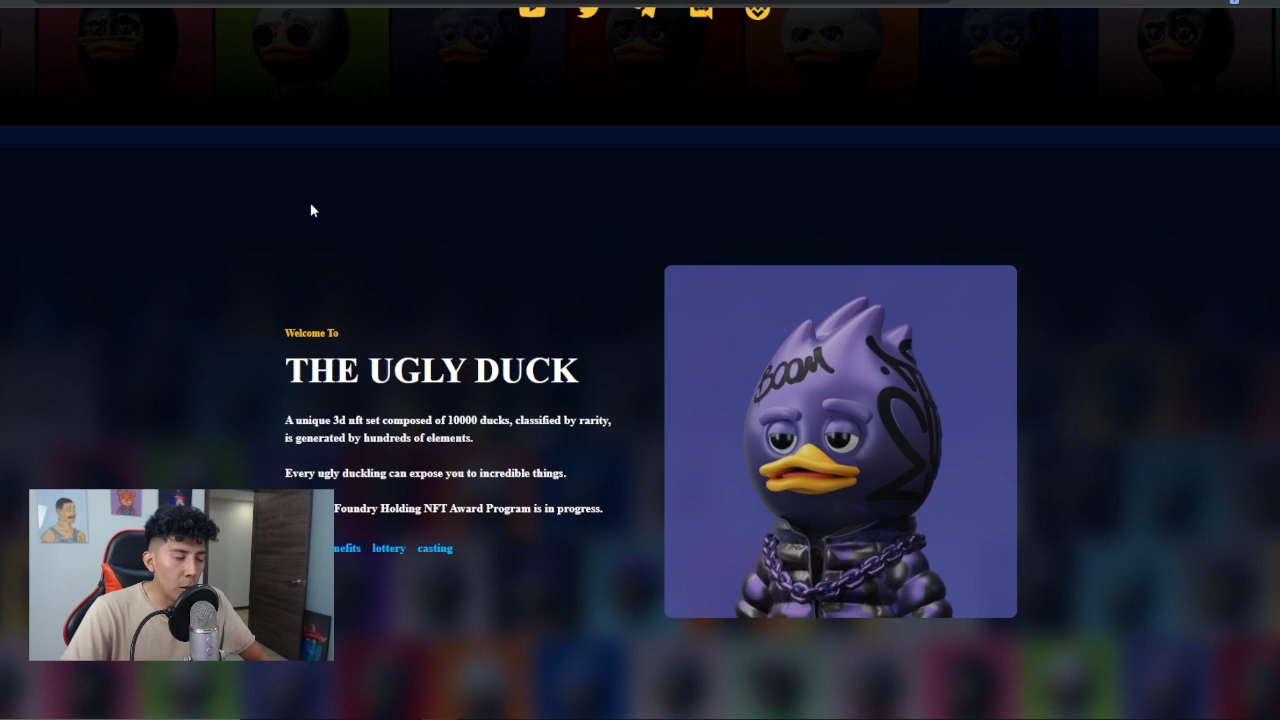 Welcome To
THE UGLY DUCK
A unique 3d nft set composed of 10000 ducks, classified by rarity,
is generated by hundreds of elements.
Every ugly duckling can expose you to incredible things.
Foundry Holding NFT Award Program is in progress.
nefits lottery casting
BOOM